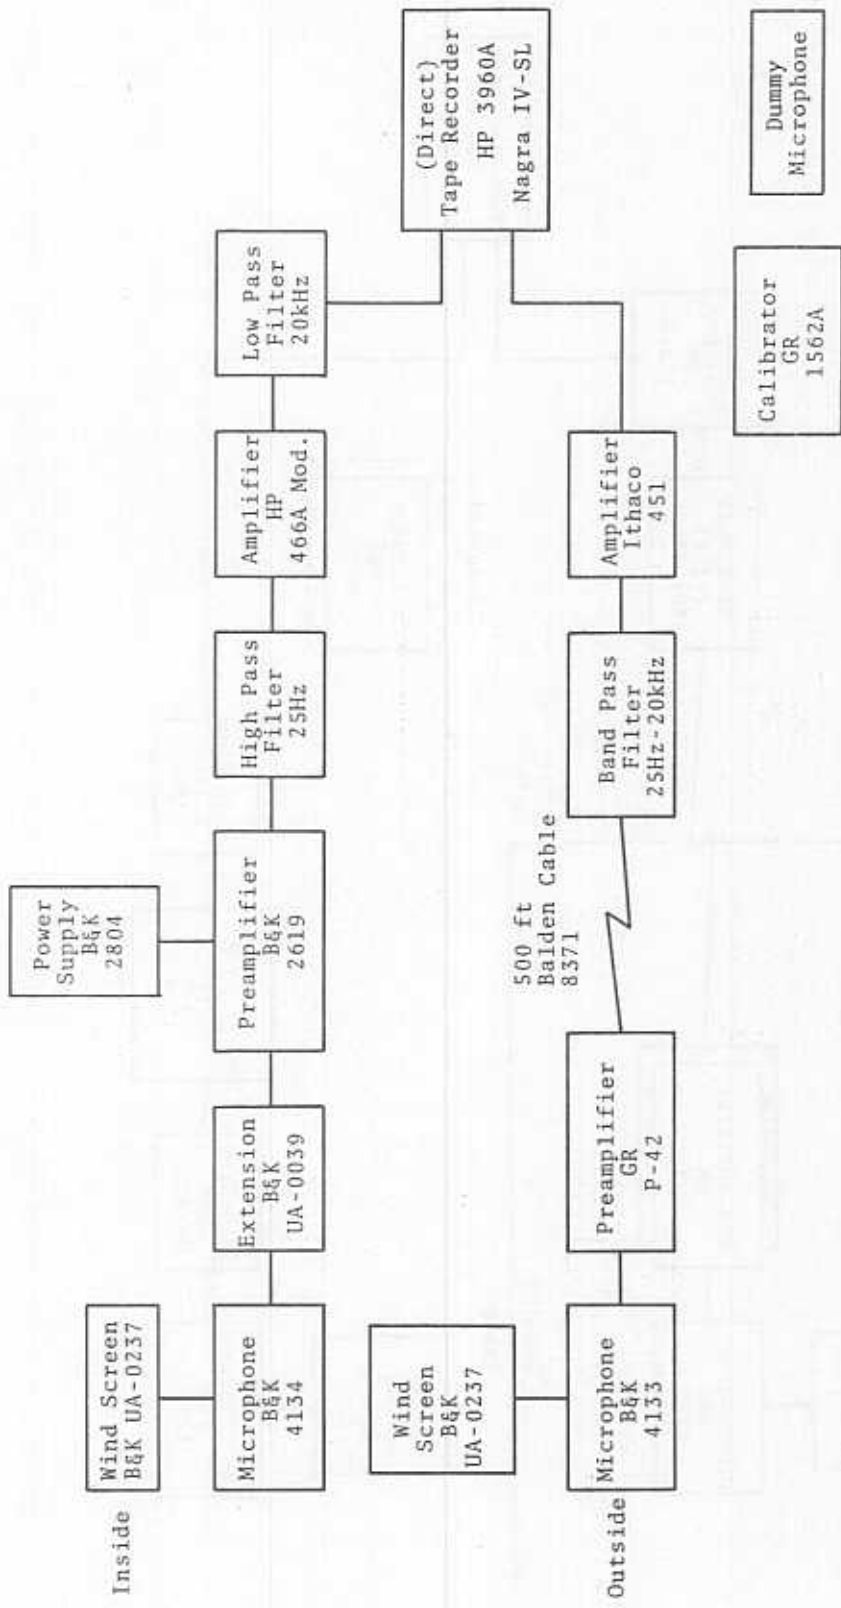 Inside
Wind Screen
B&K UA-0237
Microphone
B&K
4134
Extension
B&K
UA-0039
Power
Supply
B&K
2804
Preamplifier
B&K
2619
High Pass
Filter
25Hz
Amplifier
HP
466A Mod.
Low Pass
Filter
20kHz
(Direct)
Tape Recorder
HP 3960A
Nagra IV-SL
Outside
Wind
Screen
B&K
UA-0237
Microphone
B&K
4133
Preamplifier
GR
P-42
500 ft
Balden Cable
8371
Band Pass
Filter
25Hz-20kHz
Amplifier
Ithaco
451
Calibrator
GR
1562A
Dummy
Microphone